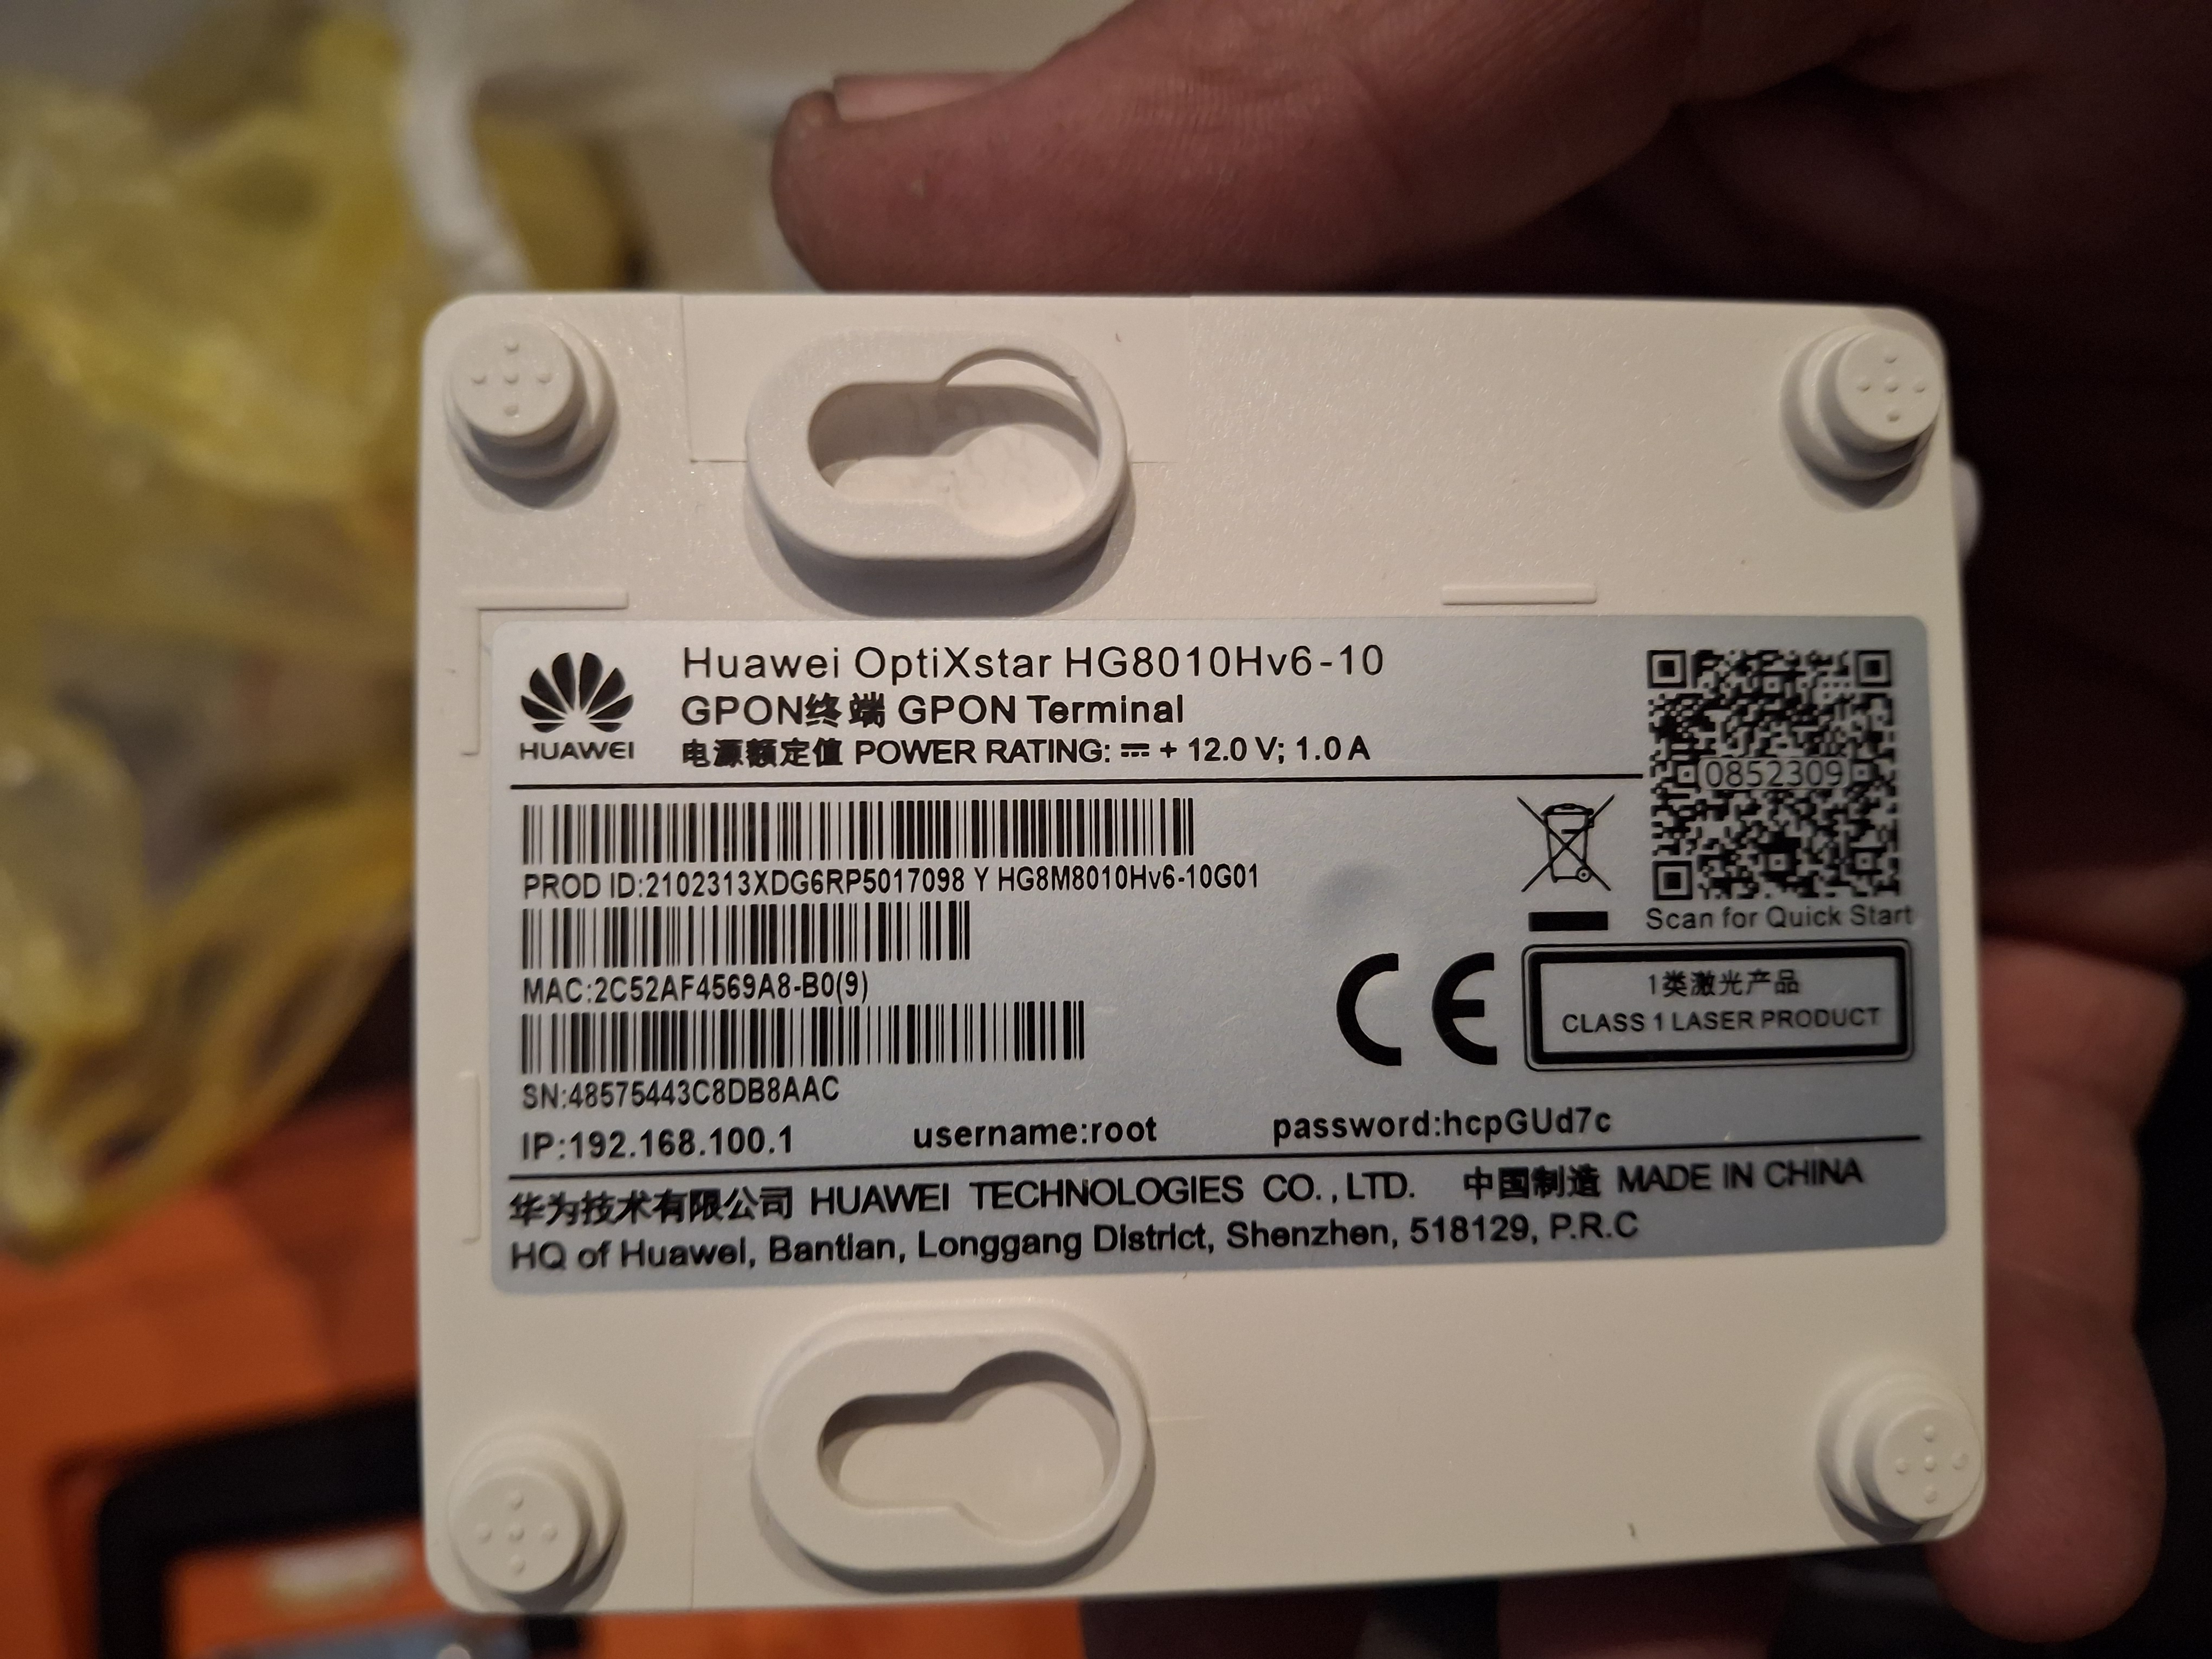 HUAWEI
Huawei OptiXstar HG8010Hv6-10
GPON终端 GPON Terminal
电源额定值 POWER RATING: ⎓ + 12.0 V; 1.0 A
0852309
Scan for Quick Start
PROD ID:2102313XDG6RP5017098 Y HG8M8010Hv6-10G01
MAC:2C52AF4569A8-B0(9)
CE
1类激光产品
CLASS 1 LASER PRODUCT
SN:48575443C8DB8AAC
IP:192.168.100.1 username:root password:hcpGUd7c
华为技术有限公司 HUAWEI TECHNOLOGIES CO.,LTD. 中国制造 MADE IN CHINA
HQ of Huawei, Bantian, Longgang District, Shenzhen, 518129, P.R.C